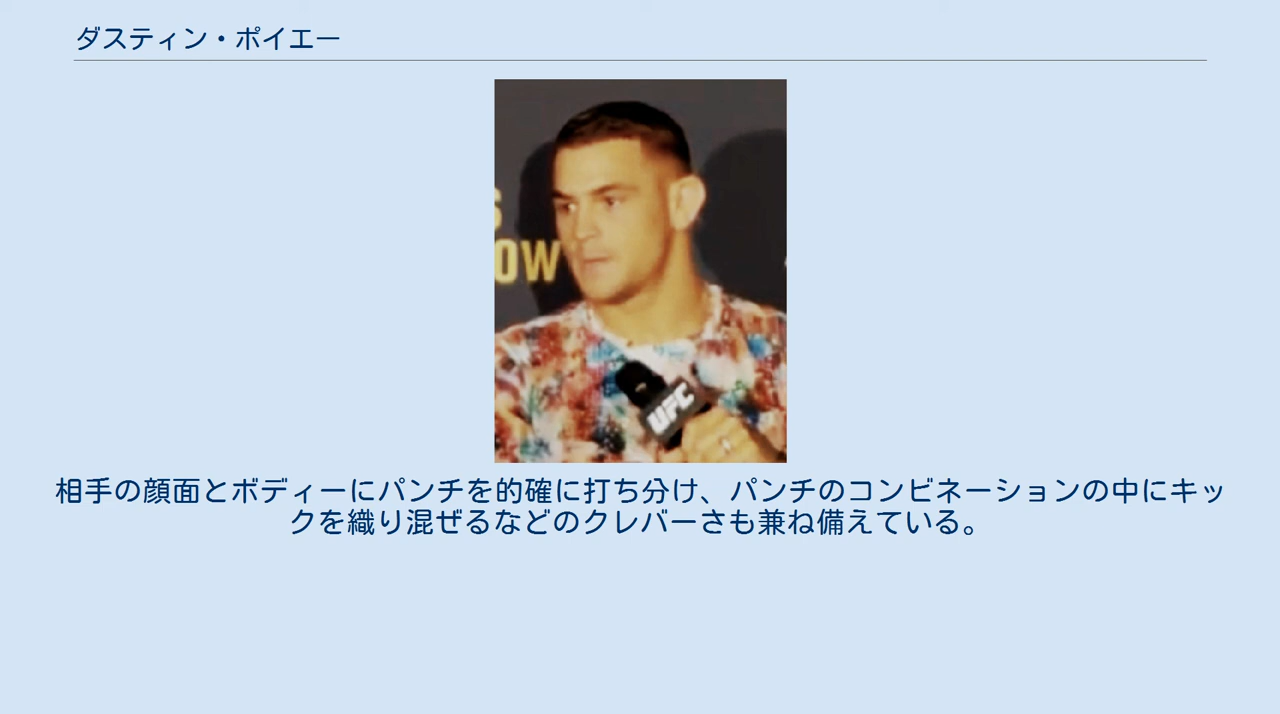 ダスティン・ポイエー
S
OW
UFC
相手の顔面とボディーにパンチを的確に打ち分け、パンチのコンビネーションの中にキッ
クを織り混ぜるなどのクレバーさも兼ね備えている。